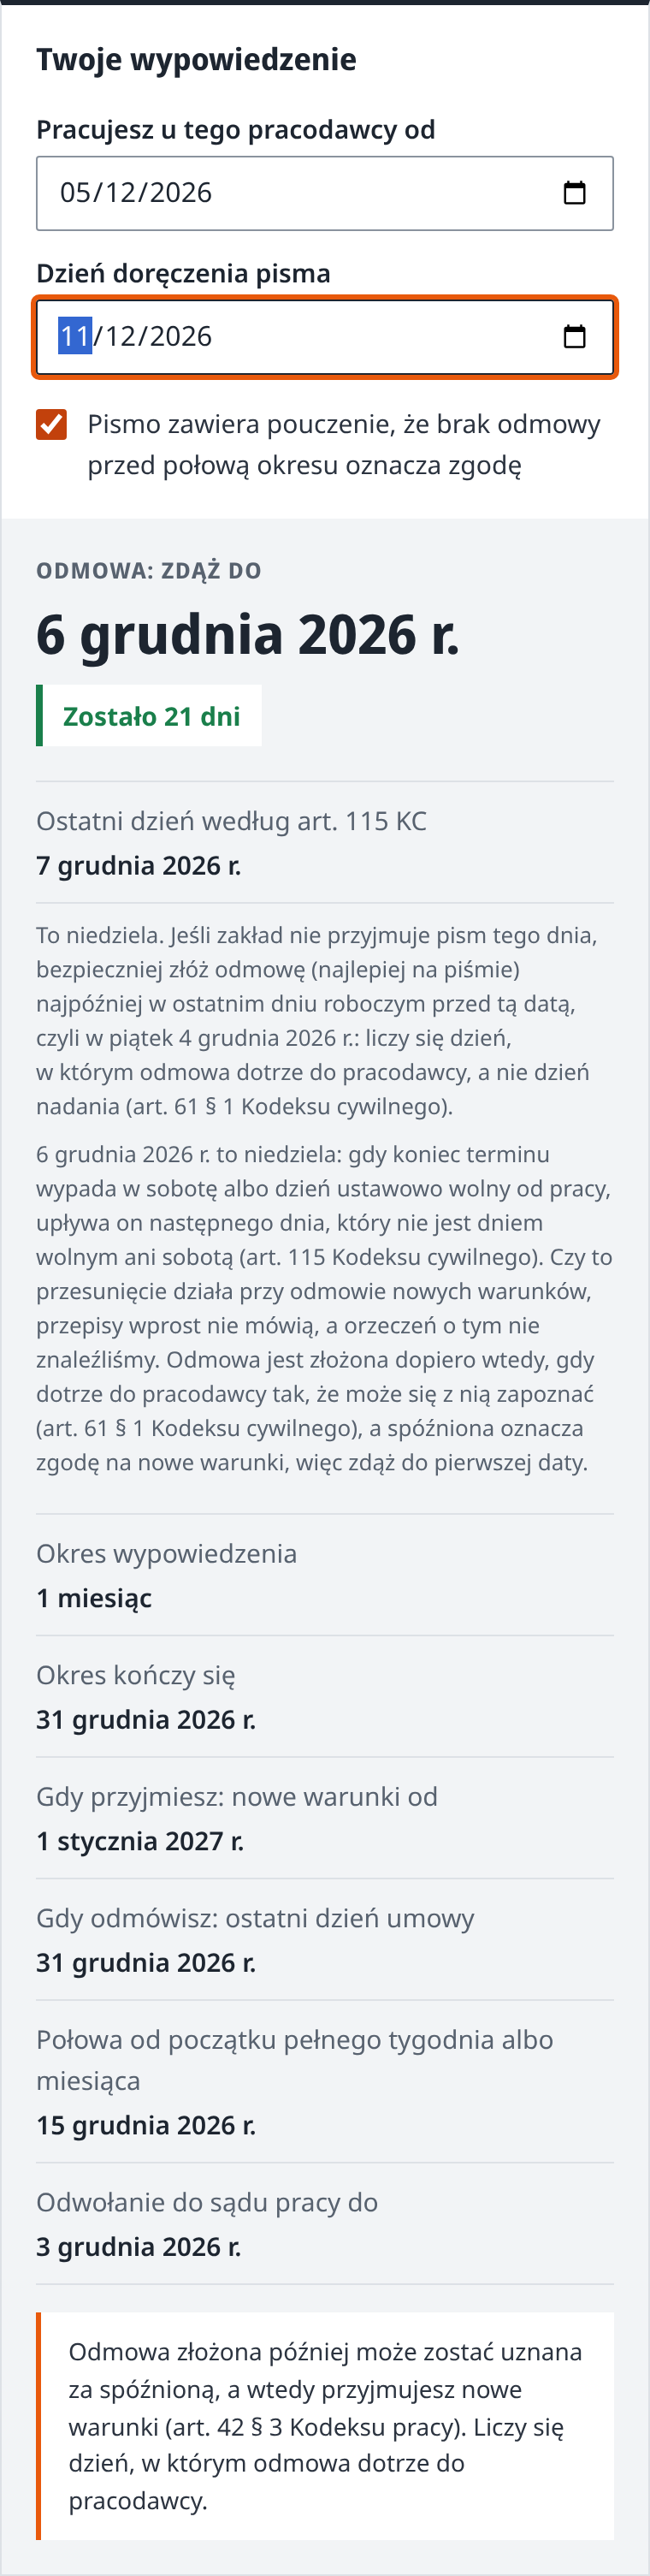 Twoje wypowiedzenie
Pracujesz u tego pracodawcy od
05/12/2026
Dzień doręczenia pisma
11/12/2026
Pismo zawiera pouczenie, że brak odmowy
przed połową okresu oznacza zgodę
ODMOWA: ZDĄŻ DO
6 grudnia 2026 r.
Zostało 21 dni
Ostatni dzień według art. 115 KC
7 grudnia 2026 r.
To niedziela. Jeśli zakład nie przyjmuje pism tego dnia,
bezpieczniej złóż odmowę (najlepiej na piśmie)
najpóźniej w ostatnim dniu roboczym przed tą datą,
czyli w piątek 4 grudnia 2026 r.: liczy się dzień,
w którym odmowa dotrze do pracodawcy, a nie dzień
nadania (art. 61 § 1 Kodeksu cywilnego).
6 grudnia 2026 r. to niedziela: gdy koniec terminu
wypada w sobotę albo dzień ustawowo wolny od pracy,
upływa on następnego dnia, który nie jest dniem
wolnym ani sobotą (art. 115 Kodeksu cywilnego). Czy to
przesunięcie działa przy odmowie nowych warunków,
przepisy wprost nie mówią, a orzeczeń o tym nie
znaleźliśmy. Odmowa jest złożona dopiero wtedy, gdy
dotrze do pracodawcy tak, że może się z nią zapoznać
(art. 61 § 1 Kodeksu cywilnego), a spóźniona oznacza
zgodę na nowe warunki, więc zdąż do pierwszej daty.
Okres wypowiedzenia
1 miesiąc
Okres kończy się
31 grudnia 2026 r.
Gdy przyjmiesz: nowe warunki od
1 stycznia 2027 r.
Gdy odmówisz: ostatni dzień umowy
31 grudnia 2026 r.
Połowa od początku pełnego tygodnia albo
miesiąca
15 grudnia 2026 r.
Odwołanie do sądu pracy do
3 grudnia 2026 r.
Odmowa złożona później może zostać uznana
za spóźnioną, a wtedy przyjmujesz nowe
warunki (art. 42 § 3 Kodeksu pracy). Liczy się
dzień, w którym odmowa dotrze do
pracodawcy.